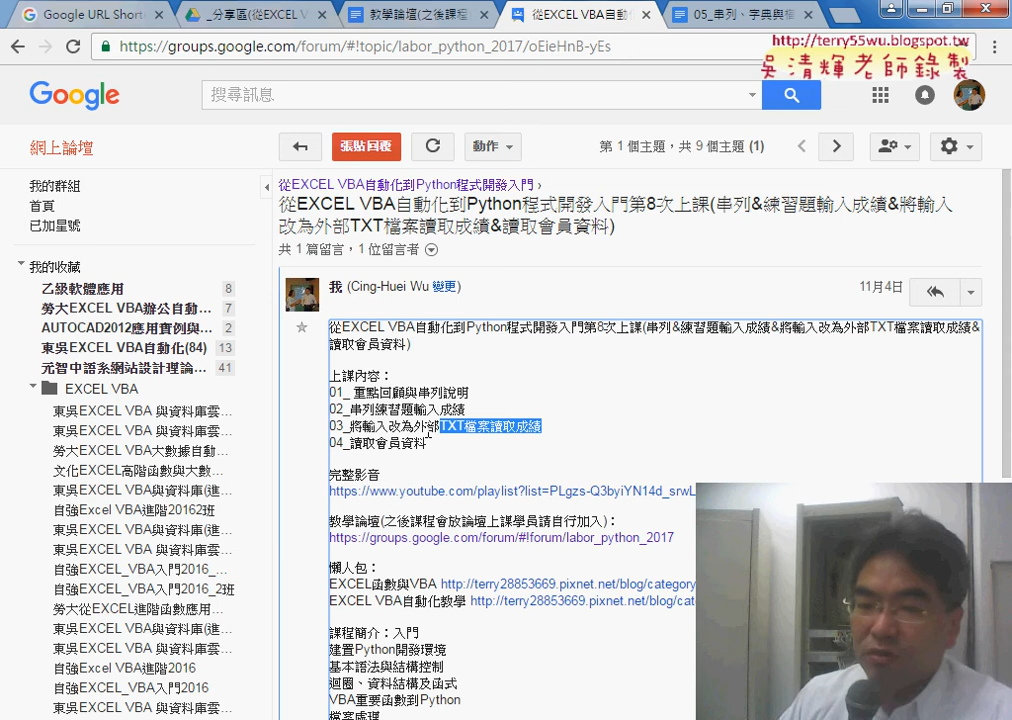 Google URL Short
_分享區(從EXCEL V
教學論壇(之後課程
從EXCEL VBA自動
05_串列、字典與
https://groups.google.com/forum/#!topic/labor_python_2017/oEieHnB-yEs
http://terry55wu.blogspot.tw
吳清輝老師錄製
Google
搜尋訊息
網上論壇
張貼回覆
動作
第 1 個主題，共 9 個主題 (1)
我的群組
首頁
已加星號
我的收藏
乙級軟體應用 8
勞大EXCEL VBA辦公自動... 7
AUTOCAD2012應用實例與... 2
東吳EXCEL VBA自動化(84) 13
元智中語系網站設計理論... 41
EXCEL VBA
東吳EXCEL VBA 與資料庫雲...
東吳EXCEL VBA 與資料庫雲...
勞大EXCEL VBA大數據自動...
文化EXCEL高階函數與大數...
東吳EXCEL VBA與資料庫(進...
自強Excel VBA進階20162班
東吳EXCEL VBA與資料庫(進...
東吳EXCEL VBA與資料庫雲...
自強EXCEL_VBA入門2016_...
自強EXCEL_VBA入門2016_2班
勞大從EXCEL進階函數應用...
東吳EXCEL VBA與資料庫(進...
東吳EXCEL VBA 與資料庫雲...
自強Excel VBA進階2016
自強EXCEL_VBA入門2016
東吳EXCEL VBA 與資料庫雲...
從EXCEL VBA自動化到Python程式開發入門 ›
從EXCEL VBA自動化到Python程式開發入門第8次上課(串列&練習題輸入成績&將輸入
改為外部TXT檔案讀取成績&讀取會員資料)
共 1 篇留言，1 位留言者
我 (Cing-Huei Wu 變更)
11月4日
從EXCEL VBA自動化到Python程式開發入門第8次上課(串列&練習題輸入成績&將輸入改為外部TXT檔案讀取成績&
讀取會員資料)
上課內容：
01_ 重點回顧與串列說明
02_串列練習題輸入成績
03_將輸入改為外部TXT檔案讀取成績
04_讀取會員資料
完整影音
https://www.youtube.com/playlist?list=PLgzs-Q3byiYN14d_srwL
教學論壇(之後課程會放論壇上課學員請自行加入)：
https://groups.google.com/forum/#!forum/labor_python_2017
懶人包：
EXCEL函數與VBA http://terry28853669.pixnet.net/blog/category
EXCEL VBA自動化教學 http://terry28853669.pixnet.net/blog/cat
課程簡介：入門
建置Python開發環境
基本語法與結構控制
迴圈、資料結構及函式
VBA重要函數到Python
檔案處理